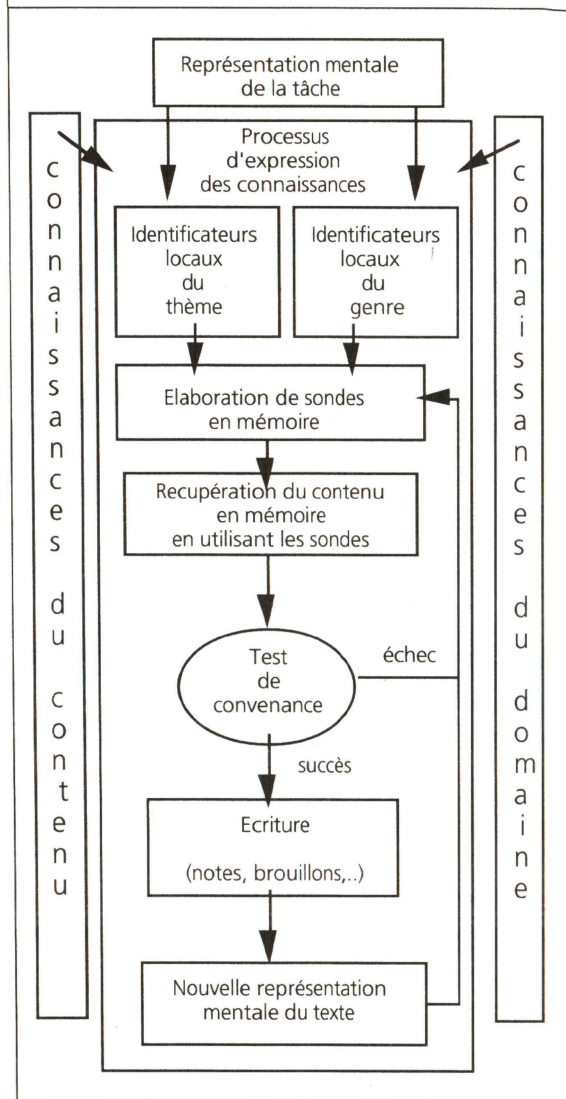 Représentation mentale
de la tâche
Processus
d'expression
des connaissances
connaissances du contenu
connaissances du domaine
Identificateurs
locaux
du
thème
Identificateurs
locaux
du
genre
Elaboration de sondes
en mémoire
Recupération du contenu
en mémoire
en utilisant les sondes
Test
de
convenance
échec
succès
Ecriture
(notes, brouillons,..)
Nouvelle représentation
mentale du texte